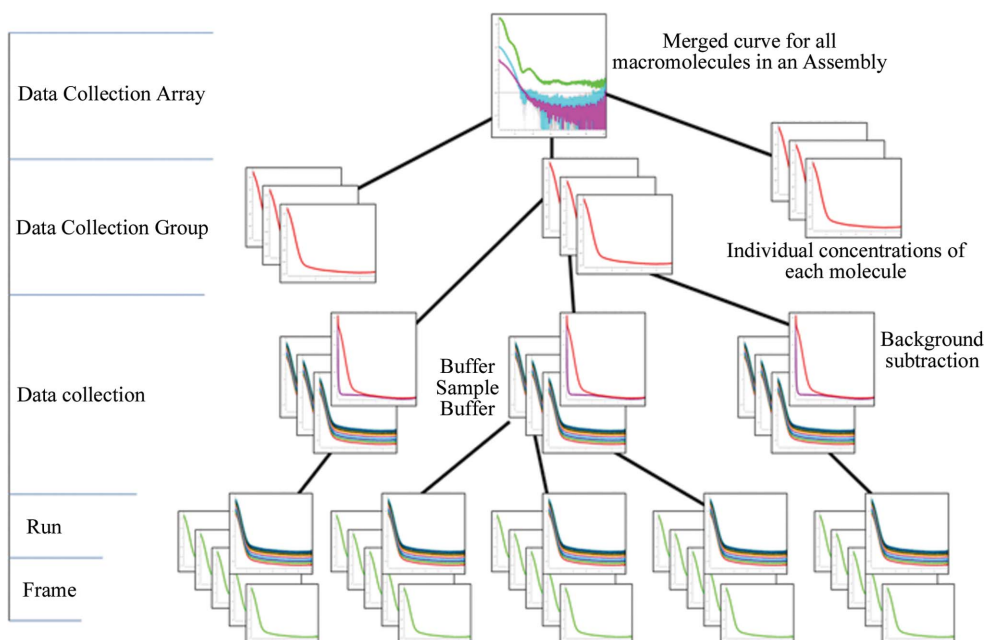 Merged curve for all
macromolecules in an Assembly
Data Collection Array
Data Collection Group
Individual concentrations of
each molecule
Background
subtraction
Buffer
Sample
Buffer
Data collection
Run
Frame